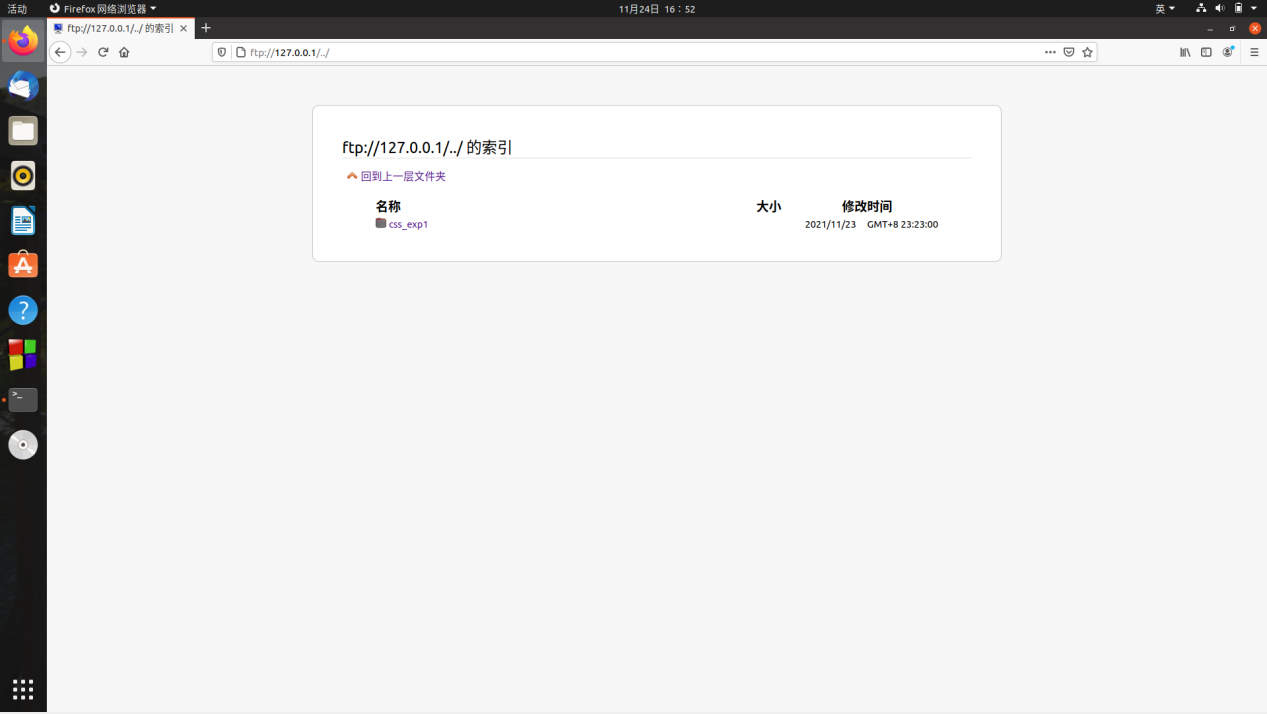 活动
Firefox 网络浏览器
11月24日 16：52
英
ftp://127.0.0.1/../ 的索引
ftp://127.0.0.1/../
ftp://127.0.0.1/../ 的索引
回到上一层文件夹
名称 大小 修改时间
css_exp1 2021/11/23 GMT+8 23:23:00